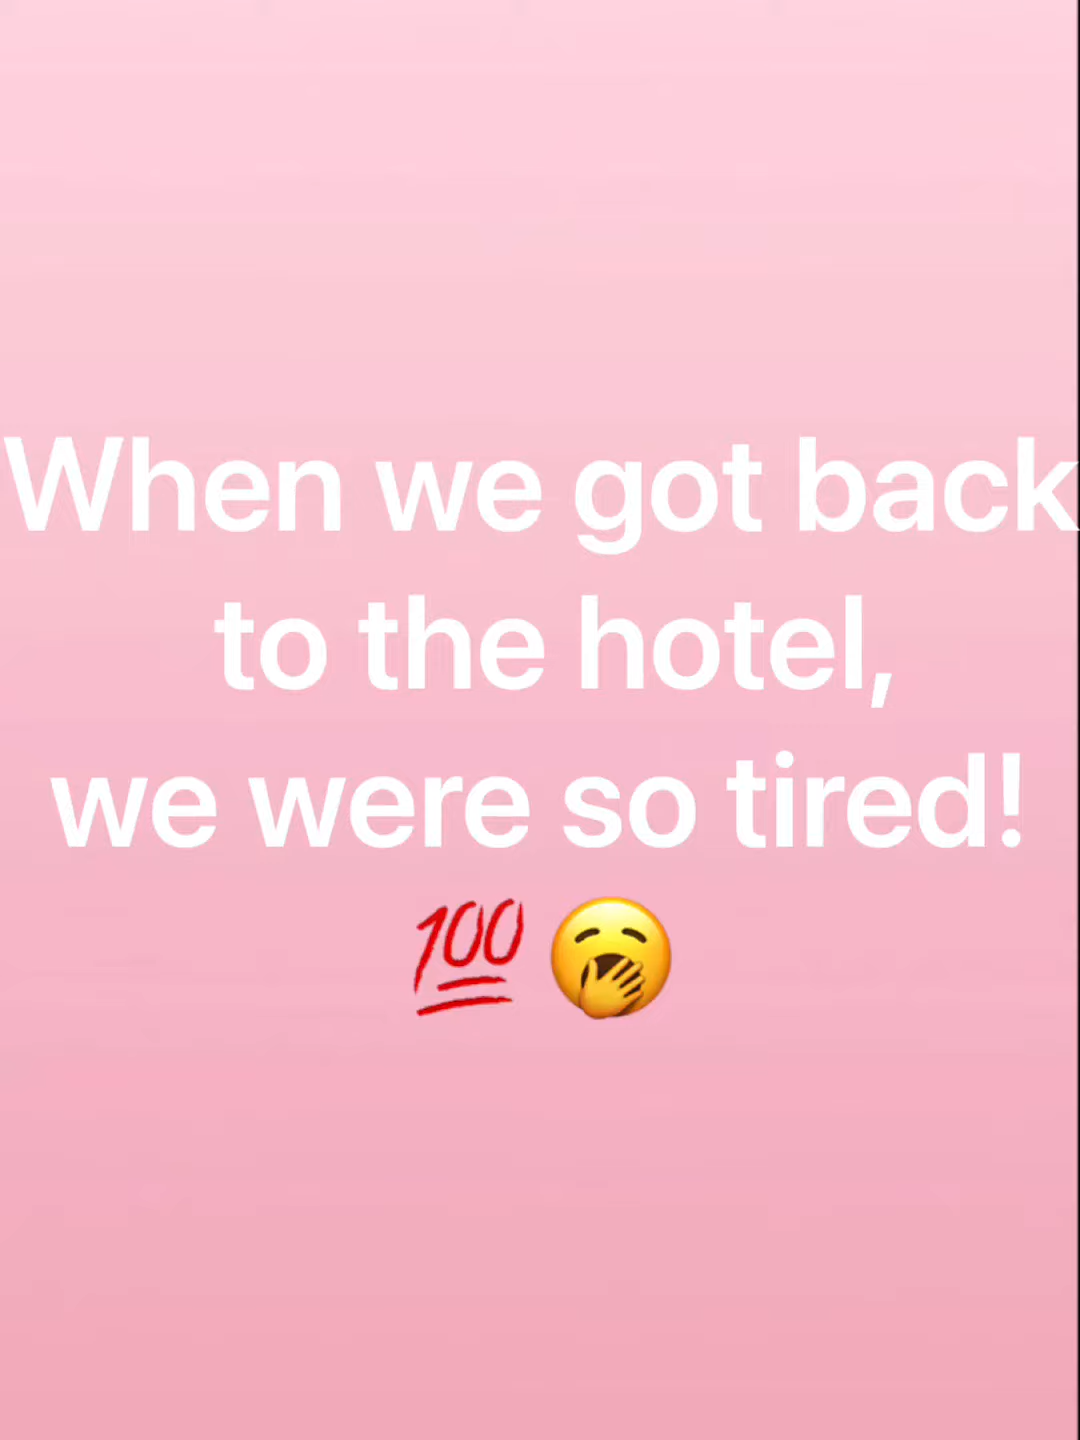 When we got back
to the hotel,
we were so tired!
💯 🥱